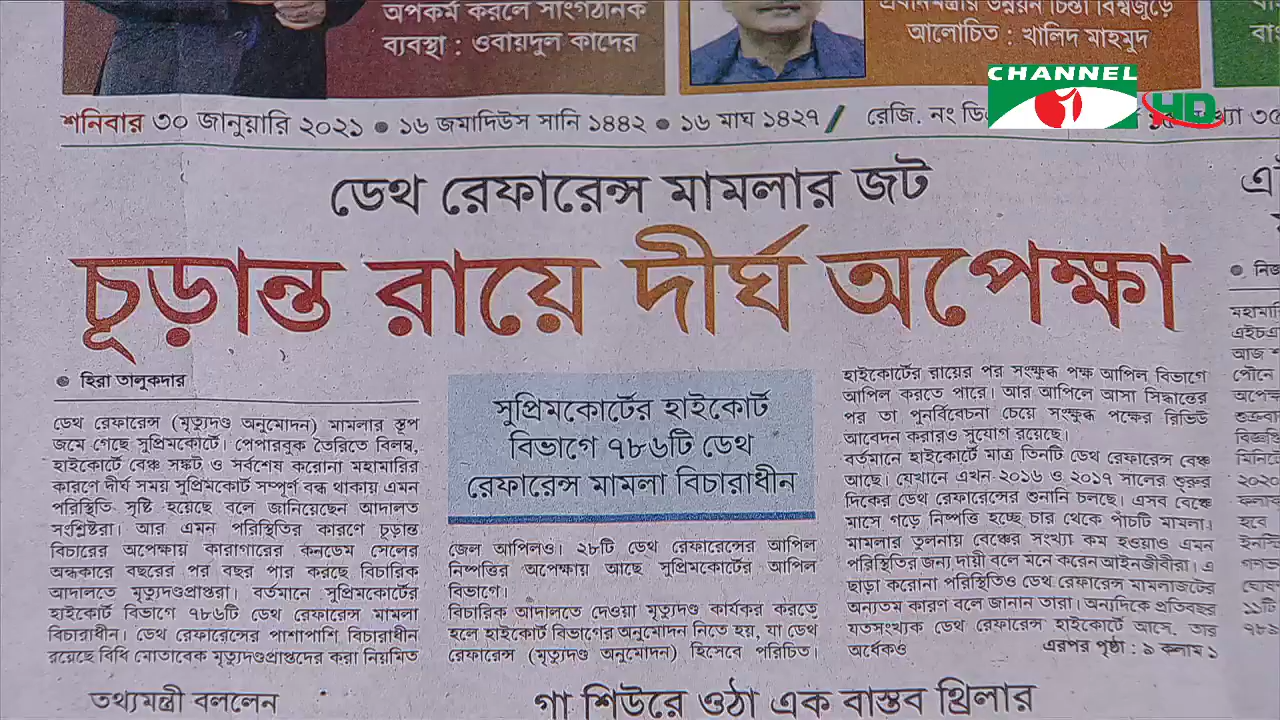 অপকর্ম করলে সাংগঠনিক
ব্যবস্থা : ওবায়দুল কাদের
প্রধানমন্ত্রীর উন্নয়ন চিন্তা বিশ্বজুড়ে
আলোচিত : খালিদ মাহমুদ
CHANNEL
HD
শনিবার ৩০ জানুয়ারি ২০২১ ● ১৬ জমাদিউস সানি ১৪৪২ ● ১৬ মাঘ ১৪২৭ / রেজি. নং
ডেথ রেফারেন্স মামলার জট
চূড়ান্ত রায়ে দীর্ঘ অপেক্ষা
● হিরা তালুকদার
ডেথ রেফারেন্স (মৃত্যুদণ্ড অনুমোদন) মামলার স্তূপ
জমে গেছে সুপ্রিমকোর্টে। পেপারবুক তৈরিতে বিলম্ব,
হাইকোর্টে বেঞ্চ সঙ্কট ও সর্বশেষ করোনা মহামারির
কারণে দীর্ঘ সময় সুপ্রিমকোর্ট সম্পূর্ণ বন্ধ থাকায় এমন
পরিস্থিতি সৃষ্টি হয়েছে বলে জানিয়েছেন আদালত
সংশ্লিষ্টরা। আর এমন পরিস্থিতির কারণে চূড়ান্ত
বিচারের অপেক্ষায় কারাগারের কনডেম সেলের
অন্ধকারে বছরের পর বছর পার করছে বিচারিক
আদালতে মৃত্যুদণ্ডপ্রাপ্তরা। বর্তমানে সুপ্রিমকোর্টের
হাইকোর্ট বিভাগে ৭৮৬টি ডেথ রেফারেন্স মামলা
বিচারাধীন। ডেথ রেফারেন্সের পাশাপাশি বিচারাধীন
রয়েছে বিধি মোতাবেক মৃত্যুদণ্ডপ্রাপ্তদের করা নিয়মিত
সুপ্রিমকোর্টের হাইকোর্ট
বিভাগে ৭৮৬টি ডেথ
রেফারেন্স মামলা বিচারাধীন
জেল আপিলও। ২৮টি ডেথ রেফারেন্সের আপিল
নিষ্পত্তির অপেক্ষায় আছে সুপ্রিমকোর্টের আপিল
বিভাগে।
বিচারিক আদালতে দেওয়া মৃত্যুদণ্ড কার্যকর করতে
হলে হাইকোর্ট বিভাগের অনুমোদন নিতে হয়, যা ডেথ
রেফারেন্স (মৃত্যুদণ্ড অনুমোদন) হিসেবে পরিচিত।
হাইকোর্টের রায়ের পর সংক্ষুব্ধ পক্ষ আপিল বিভাগে
আপিল করতে পারে। আর আপিলে আসা সিদ্ধান্তের
পর তা পুনর্বিবেচনা চেয়ে সংক্ষুব্ধ পক্ষের রিভিউ
আবেদন করারও সুযোগ রয়েছে।
বর্তমানে হাইকোর্টে মাত্র তিনটি ডেথ রেফারেন্স বেঞ্চ
আছে। যেখানে এখন ২০১৬ ও ২০১৭ সালের শুরুর
দিকের ডেথ রেফারেন্সের শুনানি চলছে। এসব বেঞ্চে
মাসে গড়ে নিষ্পত্তি হচ্ছে চার থেকে পাঁচটি মামলা।
মামলার তুলনায় বেঞ্চের সংখ্যা কম হওয়াও এমন
পরিস্থিতির জন্য দায়ী বলে মনে করেন আইনজীবীরা। এ
ছাড়া করোনা পরিস্থিতিও ডেথ রেফারেন্স মামলাজটের
অন্যতম কারণ বলে জানান তারা। অন্যদিকে প্রতিবছর
যতসংখ্যক ডেথ রেফারেন্স হাইকোর্টে আসে, তার
অর্ধেকও এরপর পৃষ্ঠা : ৯ কলাম ১
তথ্যমন্ত্রী বললেন
গা শিউরে ওঠা এক বাস্তব থ্রিলার